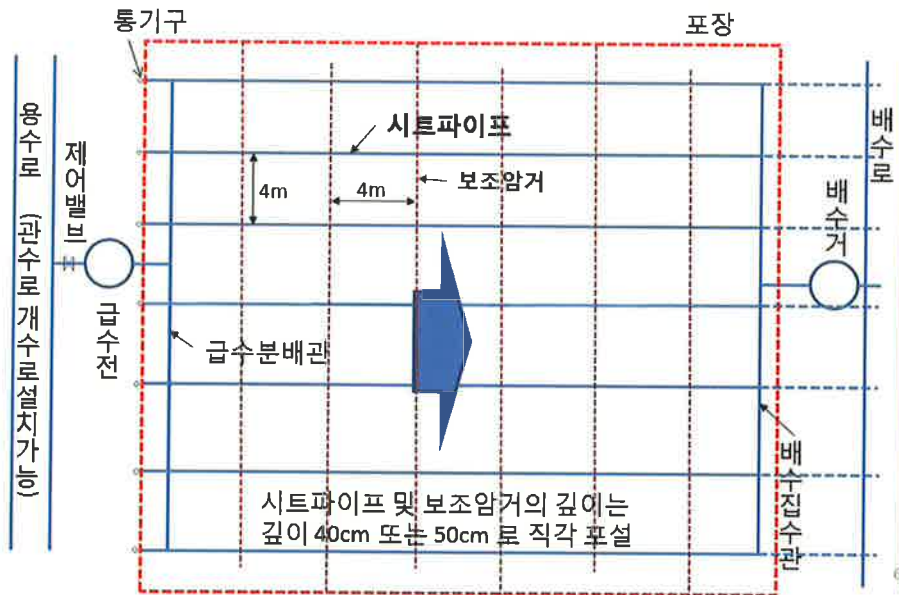 통기구
포장
용수로 (관수로 개수로설치가능)
제어밸브
급수전
시트파이프
4m
4m
보조암거
급수분배관
배수로
배수거
배수집수관
시트파이프 및 보조암거의 깊이는
깊이 40cm 또는 50cm 로 직각 포설